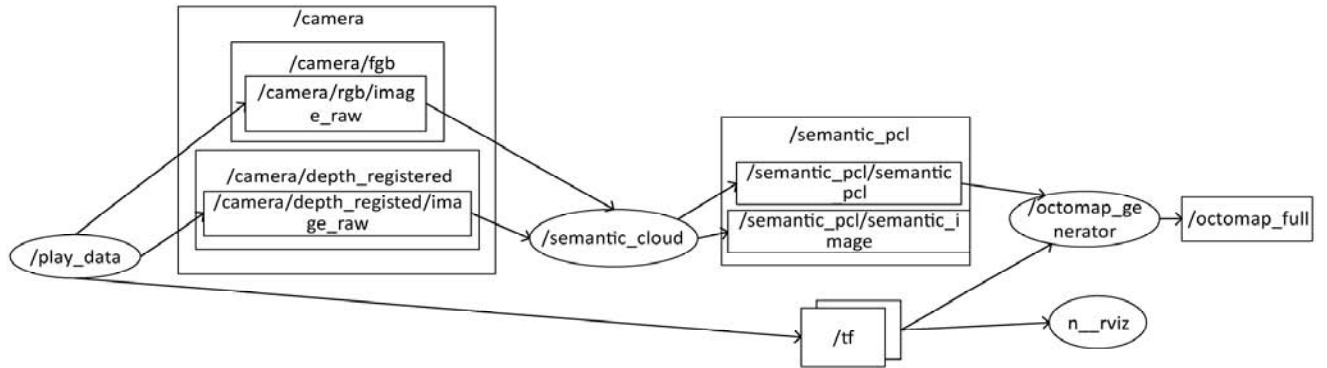 /camera
/camera/fgb
/camera/rgb/imag
e_raw
/camera/depth_registered
/camera/depth_registed/ima
ge_raw
/play_data
/semantic_cloud
/semantic_pcl
/semantic_pcl/semantic
_pcl
/semantic_pcl/semantic_i
mage
/octomap_ge
nerator
/octomap_full
/tf
n__rviz